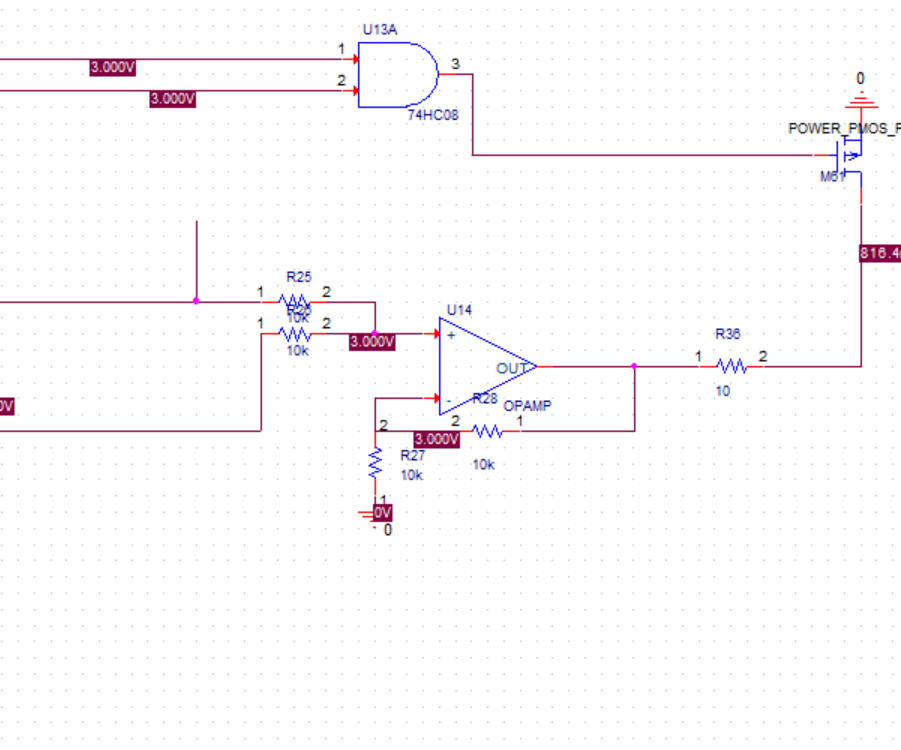 U13A
1
3.000V
2
3.000V
3
74HC08
0
POWER_PMOS_P
M61
816.4
R25
1
2
R26
10k
1
2
10k
3.000V
U14
+
OUT
-
R28
OPAMP
R36
1
2
10
0V
2
3.000V
2
1
10k
R27
10k
1
0V
0